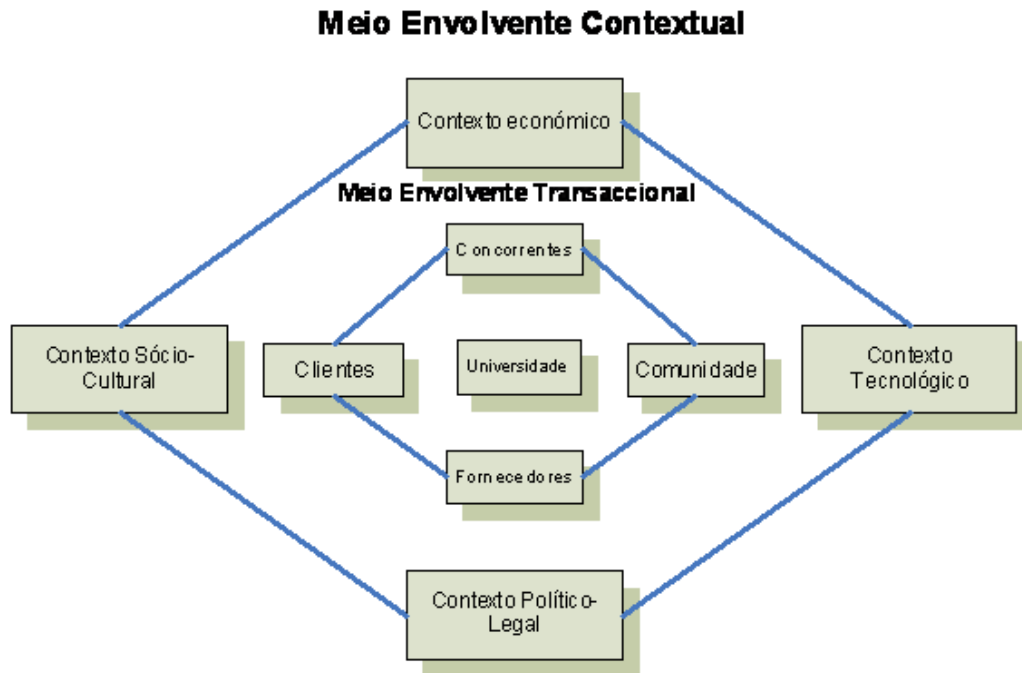 Meio Envolvente Contextual
Contexto económico
Meio Envolvente Transaccional
Concorrentes
Contexto Sócio-
Cultural
Clientes
Universidade
Comunidade
Contexto
Tecnológico
Fornecedores
Contexto Político-
Legal